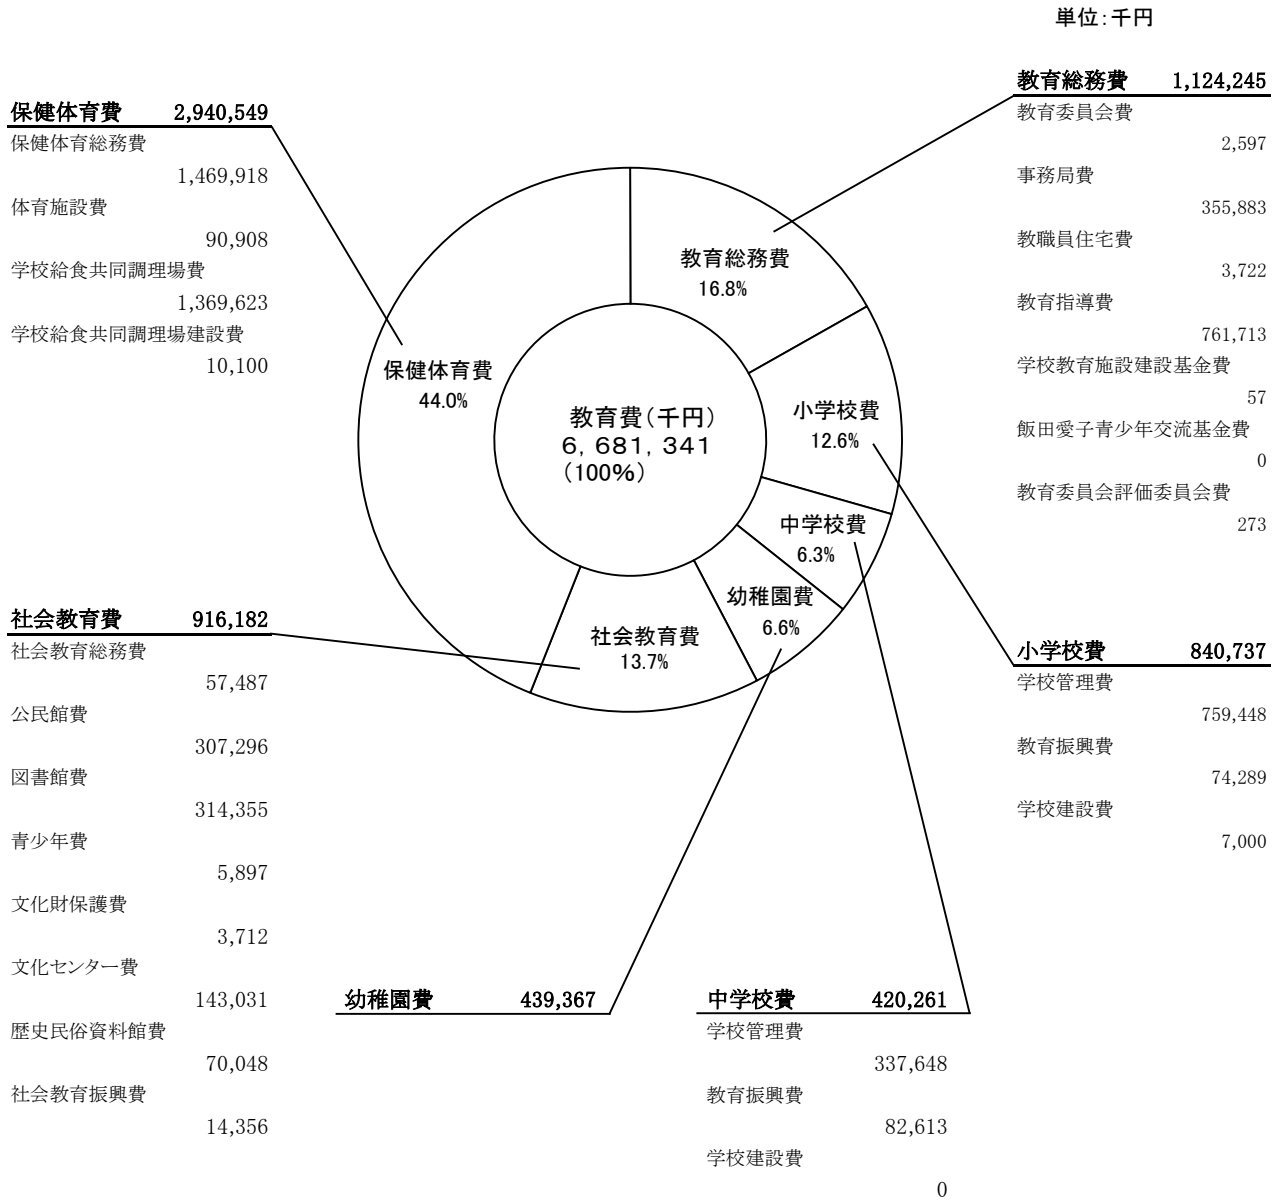 単位：千円
保健体育費 2,940,549
保健体育総務費
1,469,918
体育施設費
90,908
学校給食共同調理場費
1,369,623
学校給食共同調理場建設費
10,100
教育総務費 1,124,245
教育委員会費
2,597
事務局費
355,883
教職員住宅費
3,722
教育指導費
761,713
学校教育施設建設基金費
57
飯田愛子青少年交流基金費
0
教育委員会評価委員会費
273
教育総務費
16.8%
保健体育費
44.0%
教育費（千円）
6，681，341
（100%）
小学校費
12.6%
中学校費
6.3%
幼稚園費
6.6%
社会教育費
13.7%
社会教育費 916,182
社会教育総務費
57,487
公民館費
307,296
図書館費
314,355
青少年費
5,897
文化財保護費
3,712
文化センター費
143,031
歴史民俗資料館費
70,048
社会教育振興費
14,356
小学校費 840,737
学校管理費
759,448
教育振興費
74,289
学校建設費
7,000
幼稚園費 439,367
中学校費 420,261
学校管理費
337,648
教育振興費
82,613
学校建設費
0